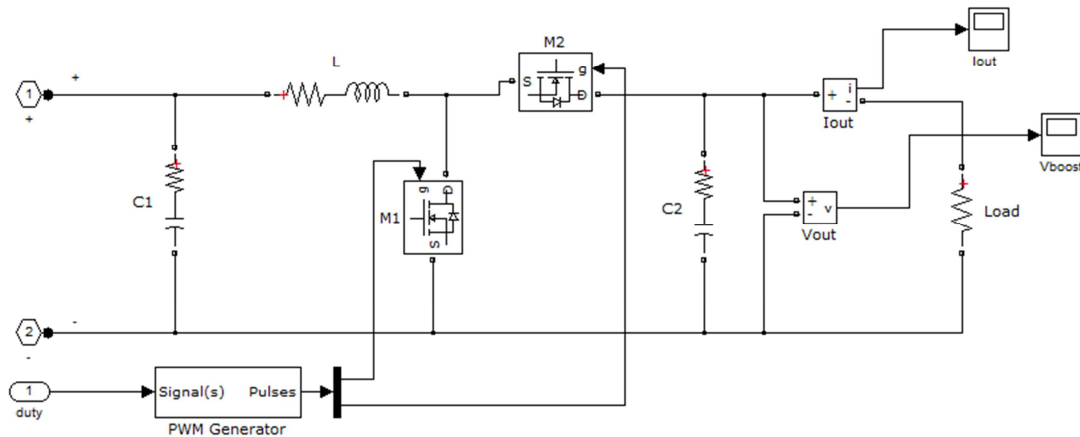 M2
Iout
L
S
g
D
+
1
+
+
i
-
Iout
Vboost
g
D
C1
M1
S
C2
+
-
v
Vout
Load
-
2
-
1
duty
Signal(s) Pulses
PWM Generator